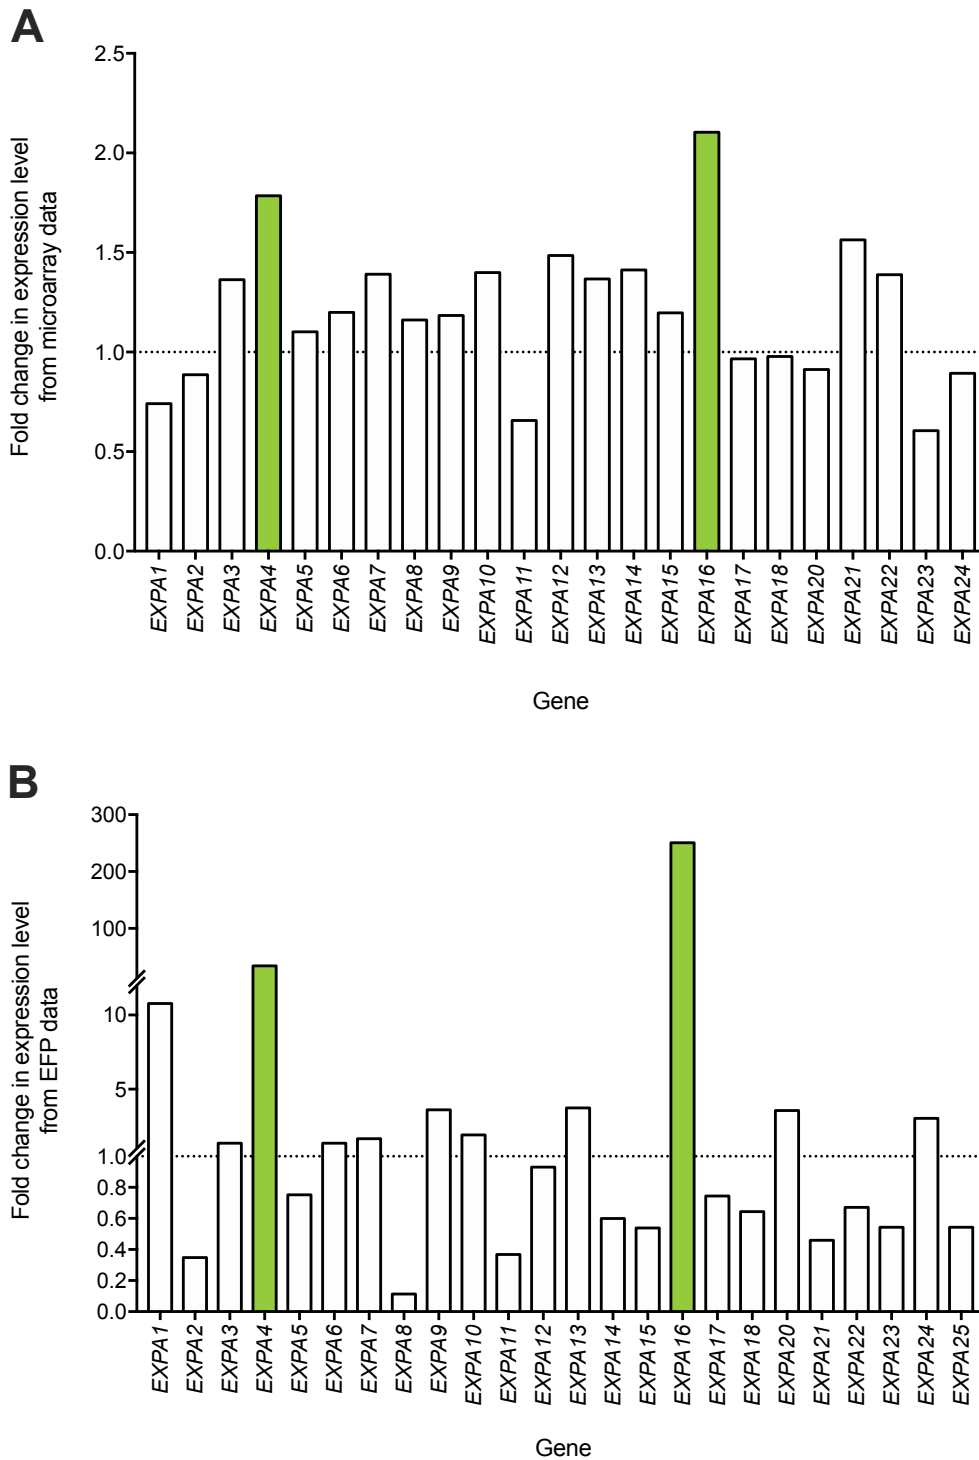 A
2.5
2.0
1.5
1.0
0.5
0.0
Fold change in expression level
from microarray data
EXPA1
EXPA2
EXPA3
EXPA4
EXPA5
EXPA6
EXPA7
EXPA8
EXPA9
EXPA10
EXPA11
EXPA12
EXPA13
EXPA14
EXPA15
EXPA16
EXPA17
EXPA18
EXPA20
EXPA21
EXPA22
EXPA23
EXPA24
Gene
B
300
200
100
10
5
1.0
0.8
0.6
0.4
0.2
0.0
Fold change in expression level
from EFP data
EXPA1
EXPA2
EXPA3
EXPA4
EXPA5
EXPA6
EXPA7
EXPA8
EXPA9
EXPA10
EXPA11
EXPA12
EXPA13
EXPA14
EXPA15
EXPA16
EXPA17
EXPA18
EXPA20
EXPA21
EXPA22
EXPA23
EXPA24
EXPA25
Gene